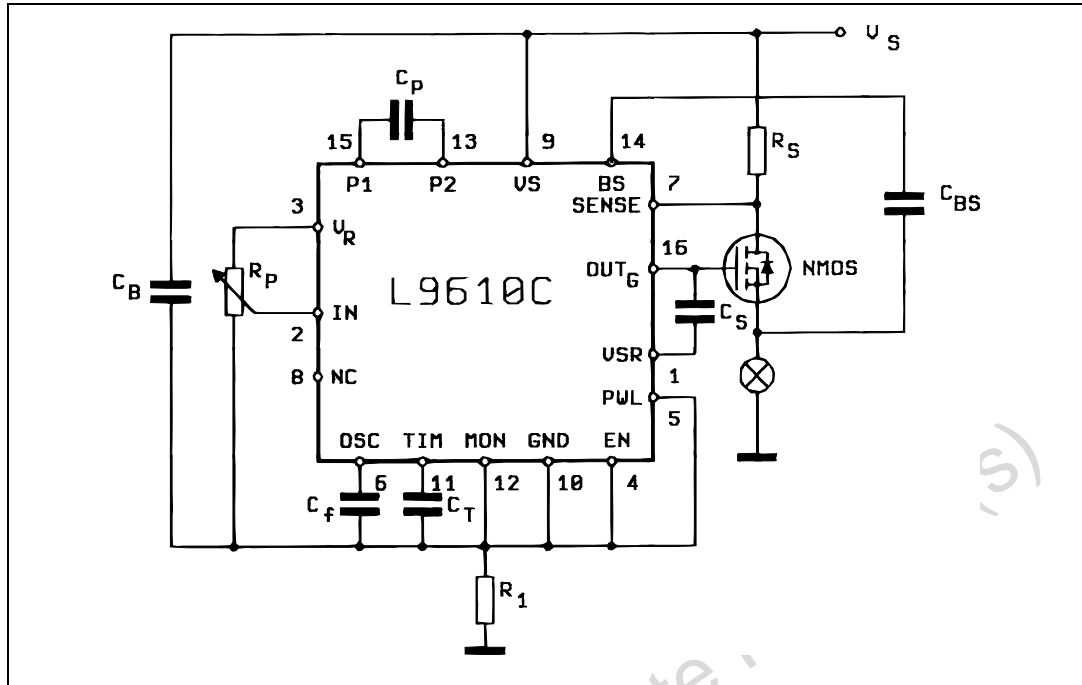 V S
C P
15
13
9
14
R S
P1
P2
VS
BS
7
SENSE
C BS
3
V R
16
R P
OUT G
NMOS
C B
L9610C
C S
IN
2
VSR
1
8
NC
PWL
5
OSC
TIM
MON
GND
EN
6
11
12
10
4
C f
C T
R 1
s)
te